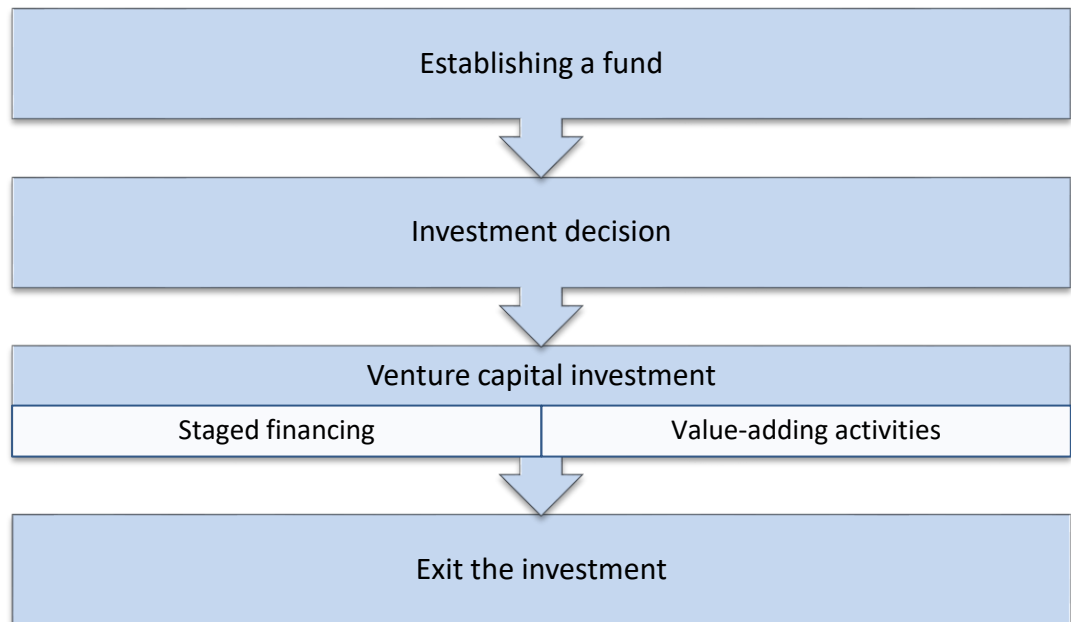 Establishing a fund
Investment decision
Venture capital investment
Staged financing
Value-adding activities
Exit the investment